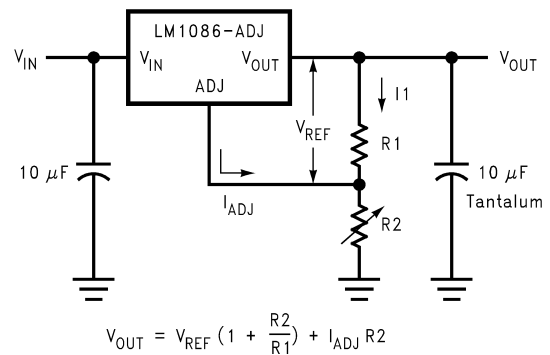 LM1086-ADJ
V_IN
V_IN
V_OUT
V_OUT
ADJ
I1
V_REF
R1
10 μF
10 μF
Tantalum
I_ADJ
R2
V_OUT = V_REF (1 + R2/R1) + I_ADJ R2